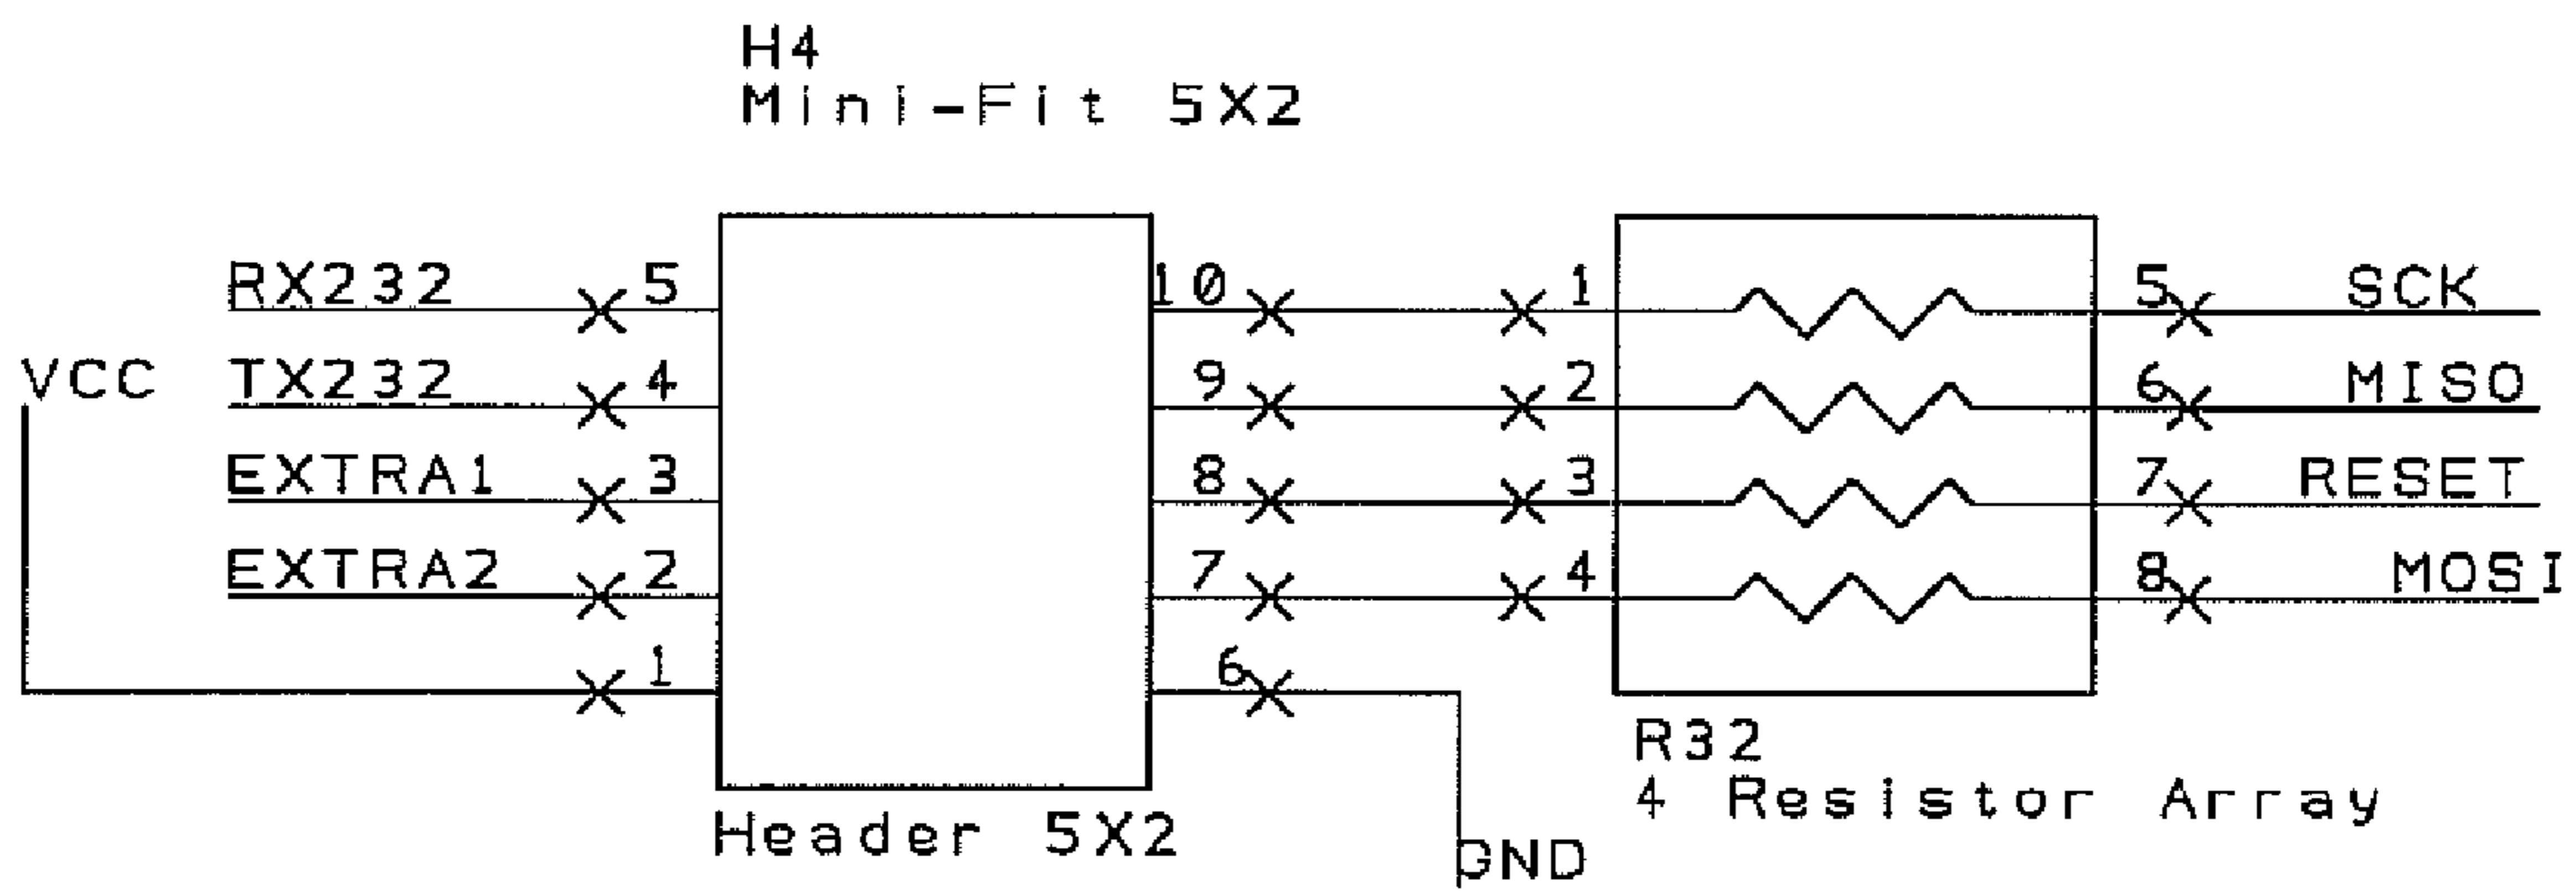 H4
Mini-Fit 5X2
RX232 5 10 1 5 SCK
VCC TX232 4 9 2 6 MISO
EXTRA1 3 8 3 7 RESET
EXTRA2 2 7 4 8 MOSI
1 6
R32
4 Resistor Array
Header 5X2
GND